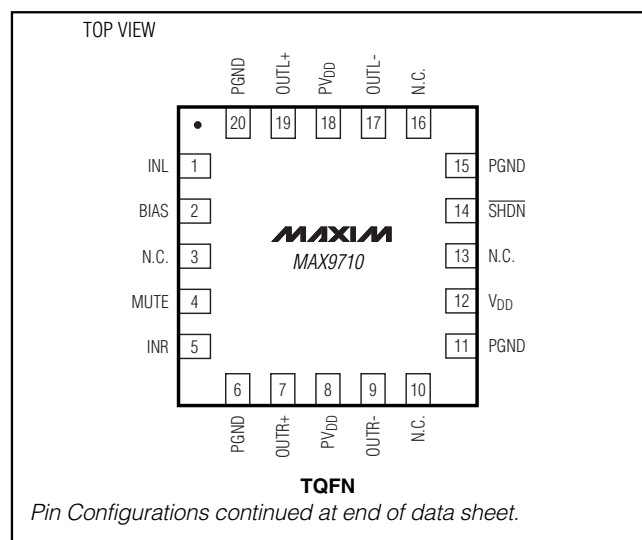 TOP VIEW
PGND OUTL+ PVDD OUTL- N.C.
20 19 18 17 16
INL 1 15 PGND
BIAS 2 14 SHDN
MAXIM
N.C. 3 13 N.C.
MAX9710
MUTE 4 12 VDD
INR 5 11 PGND
6 7 8 9 10
PGND OUTR+ PVDD OUTR- N.C.
TQFN
Pin Configurations continued at end of data sheet.